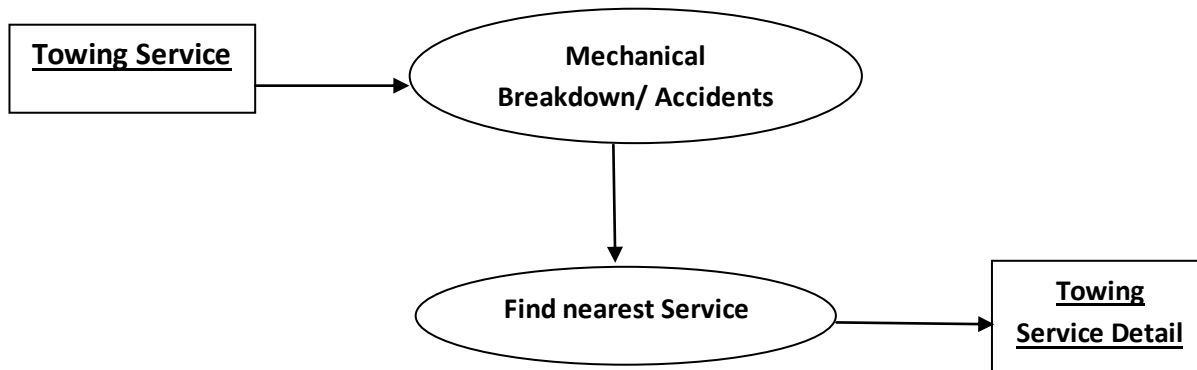 Towing Service
Mechanical
Breakdown/ Accidents
Find nearest Service
Towing
Service Detail